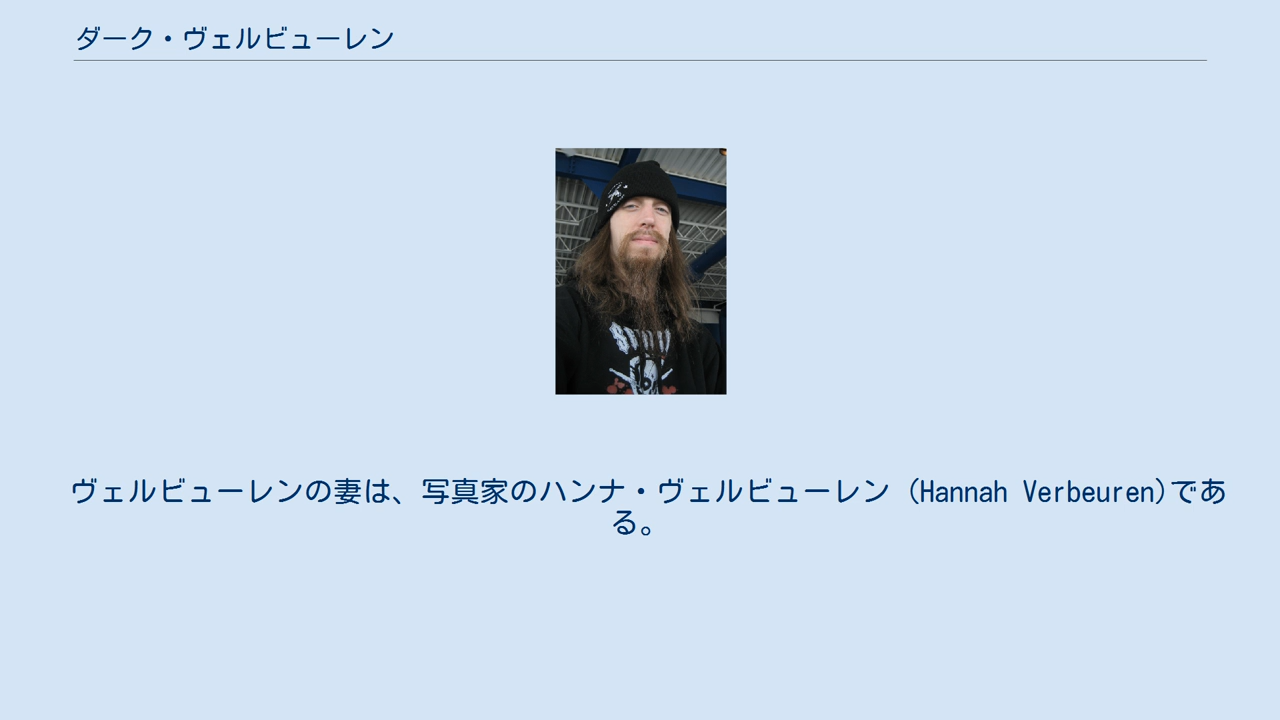 ダーク・ヴェルビューレン
ヴェルビューレンの妻は、写真家のハンナ・ヴェルビューレン (Hannah Verbeuren)であ
る。